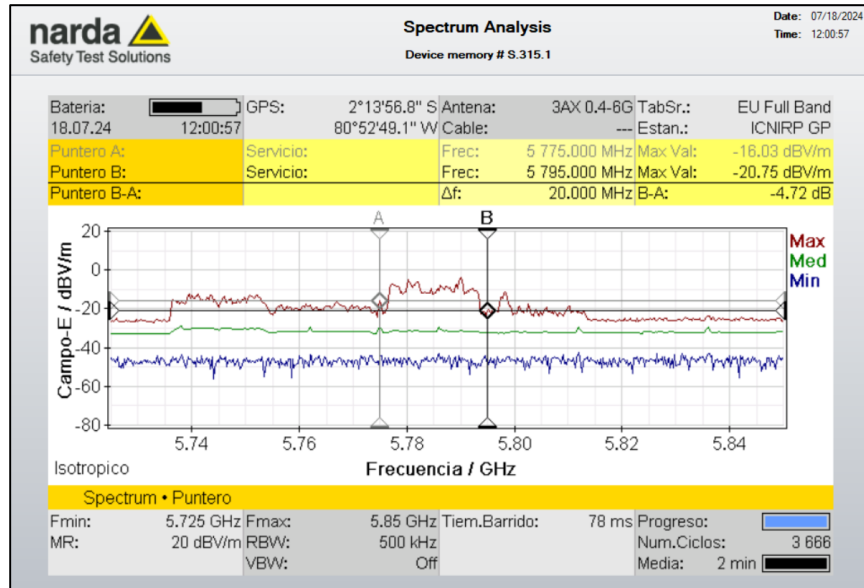 narda
Safety Test Solutions
Spectrum Analysis
Device memory # S.315.1
Date: 07/18/2024
Time: 12:00:57
Bateria: GPS: 2°13'56.8" S Antena: 3AX 0.4-6G TabSr.: EU Full Band
18.07.24 12:00:57 80°52'49.1" W Cable: --- Estan.: ICNIRP GP
Puntero A: Servicio: Frec: 5 775.000 MHz Max Val: -16.03 dBV/m
Puntero B: Servicio: Frec: 5 795.000 MHz Max Val: -20.75 dBV/m
Puntero B-A: Δf: 20.000 MHz B-A: -4.72 dB
A B
Campo-E / dBV/m
20
0
-20
-40
-60
-80
Max
Med
Min
5.74 5.76 5.78 5.80 5.82 5.84
Isotropico Frecuencia / GHz
Spectrum • Puntero
Fmin: 5.725 GHz Fmax: 5.85 GHz Tiem.Barrido: 78 ms Progreso:
MR: 20 dBV/m RBW: 500 kHz Num.Ciclos: 3 666
VBW: Off Media: 2 min